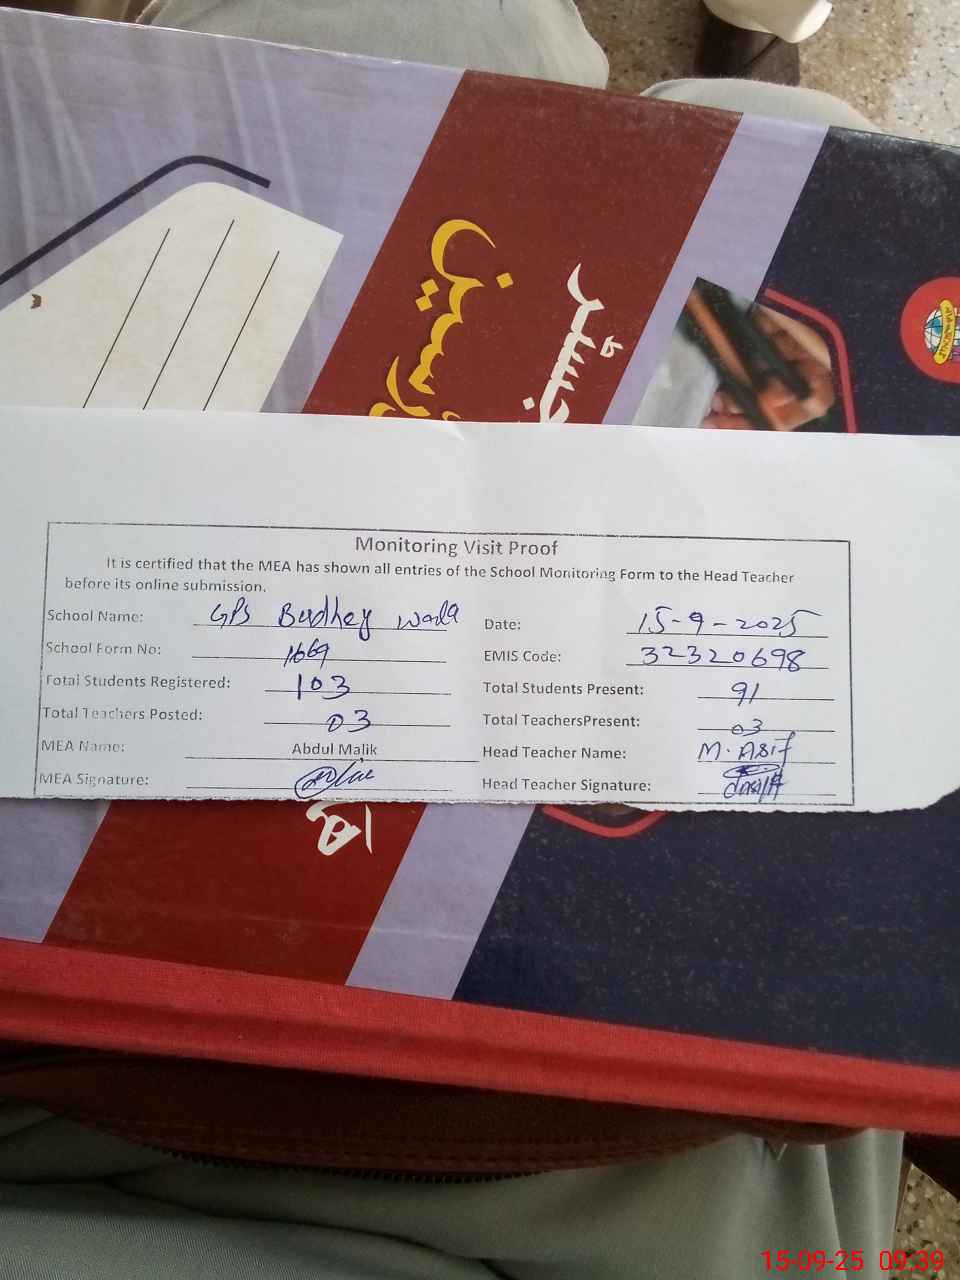 رجسٹر
Monitoring Visit Proof
It is certified that the MEA has shown all entries of the School Monitoring Form to the Head Teacher
before its online submission.
School Name: GPS Budhey wala Date: 15-9-2025
School Form No: 1669 EMIS Code: 32320698
Total Students Registered: 103 Total Students Present: 91
Total Teachers Posted: 03 Total TeachersPresent: 03
MEA Name: Abdul Malik Head Teacher Name: M. Asif
MEA Signature: Head Teacher Signature:
15-09-25 09:39